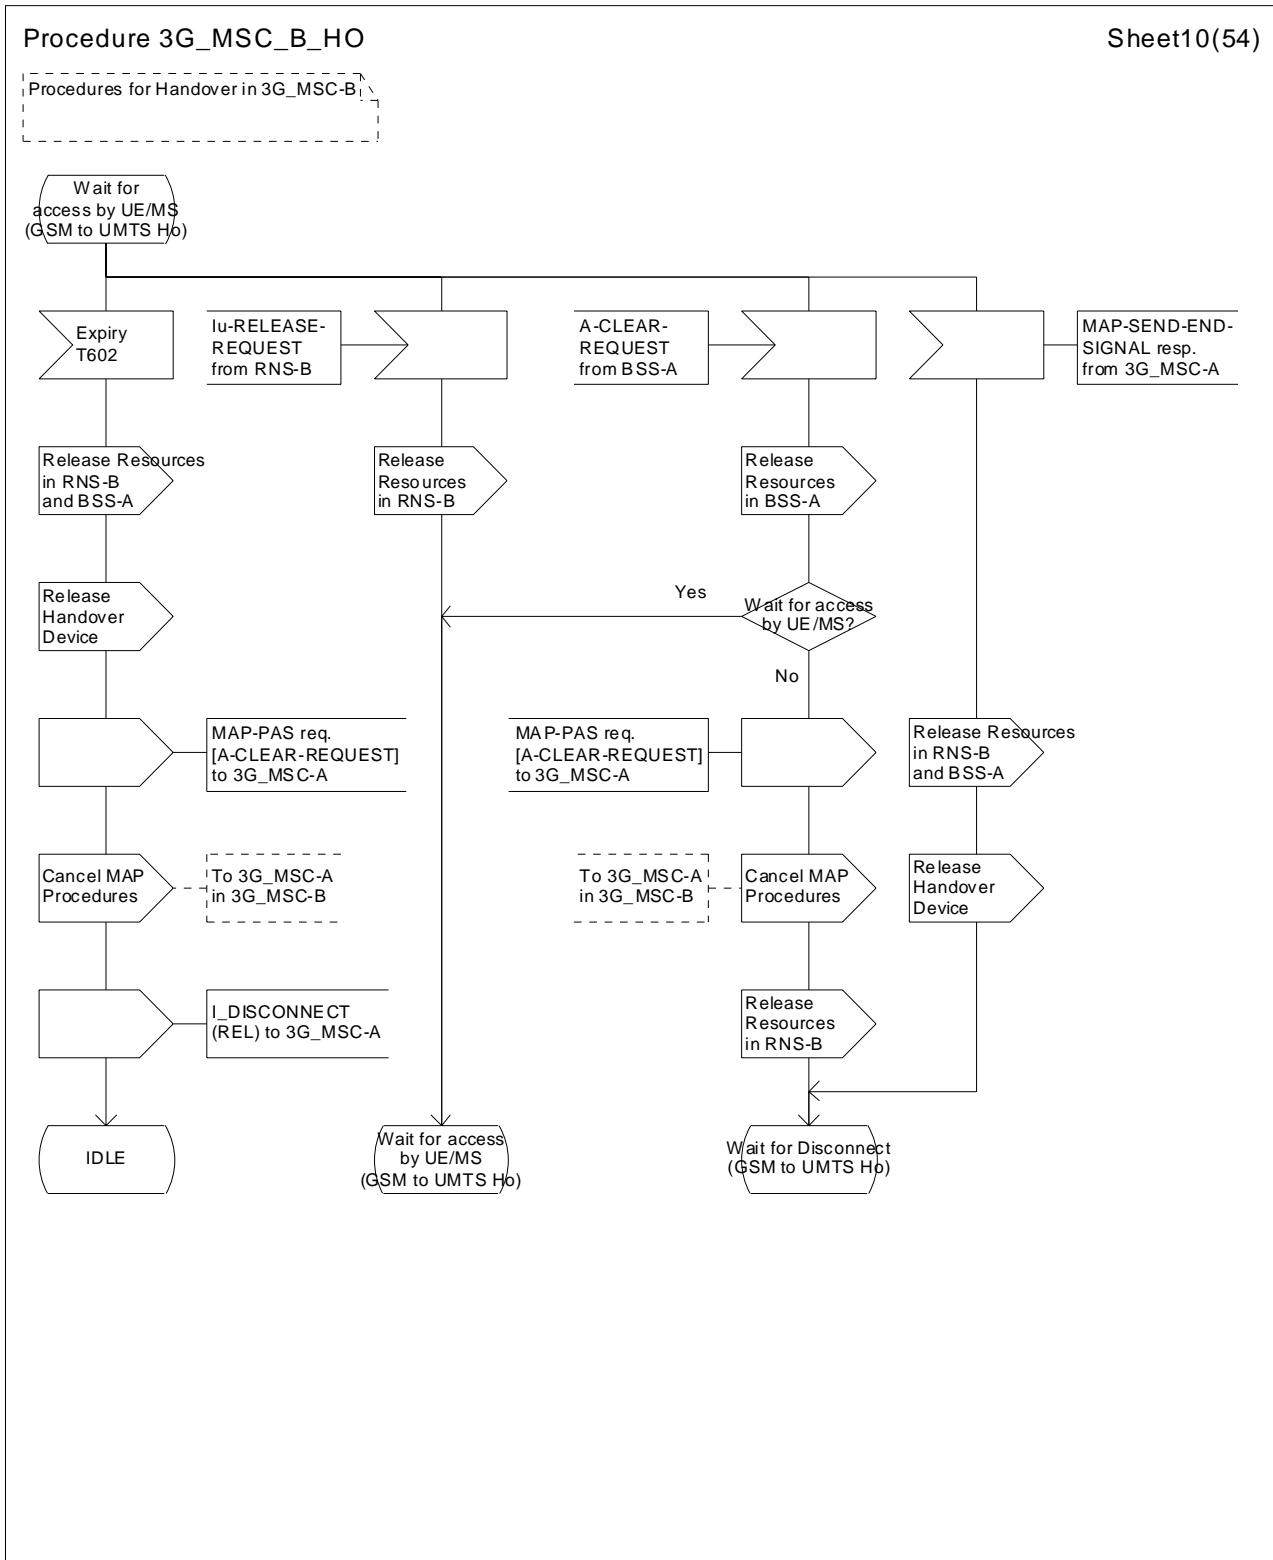 Procedure 3G_MSC_B_HO
Sheet10(54)
Procedures for Handover in 3G_MSC-B
Wait for
access by UE/MS
(GSM to UMTS Ho)
Expiry
T602
Iu-RELEASE-
REQUEST
from RNS-B
A-CLEAR-
REQUEST
from BSS-A
MAP-SEND-END-
SIGNAL resp.
from 3G_MSC-A
Release Resources
in RNS-B
and BSS-A
Release
Resources
in RNS-B
Release
Resources
in BSS-A
Release
Handover
Device
Yes
Wait for access
by UE/MS?
No
MAP-PAS req.
[A-CLEAR-REQUEST]
to 3G_MSC-A
MAP-PAS req.
[A-CLEAR-REQUEST]
to 3G_MSC-A
Release Resources
in RNS-B
and BSS-A
Cancel MAP
Procedures
To 3G_MSC-A
in 3G_MSC-B
To 3G_MSC-A
in 3G_MSC-B
Cancel MAP
Procedures
Release
Handover
Device
I_DISCONNECT
(REL) to 3G_MSC-A
Release
Resources
in RNS-B
IDLE
Wait for access
by UE/MS
(GSM to UMTS Ho)
Wait for Disconnect
(GSM to UMTS Ho)